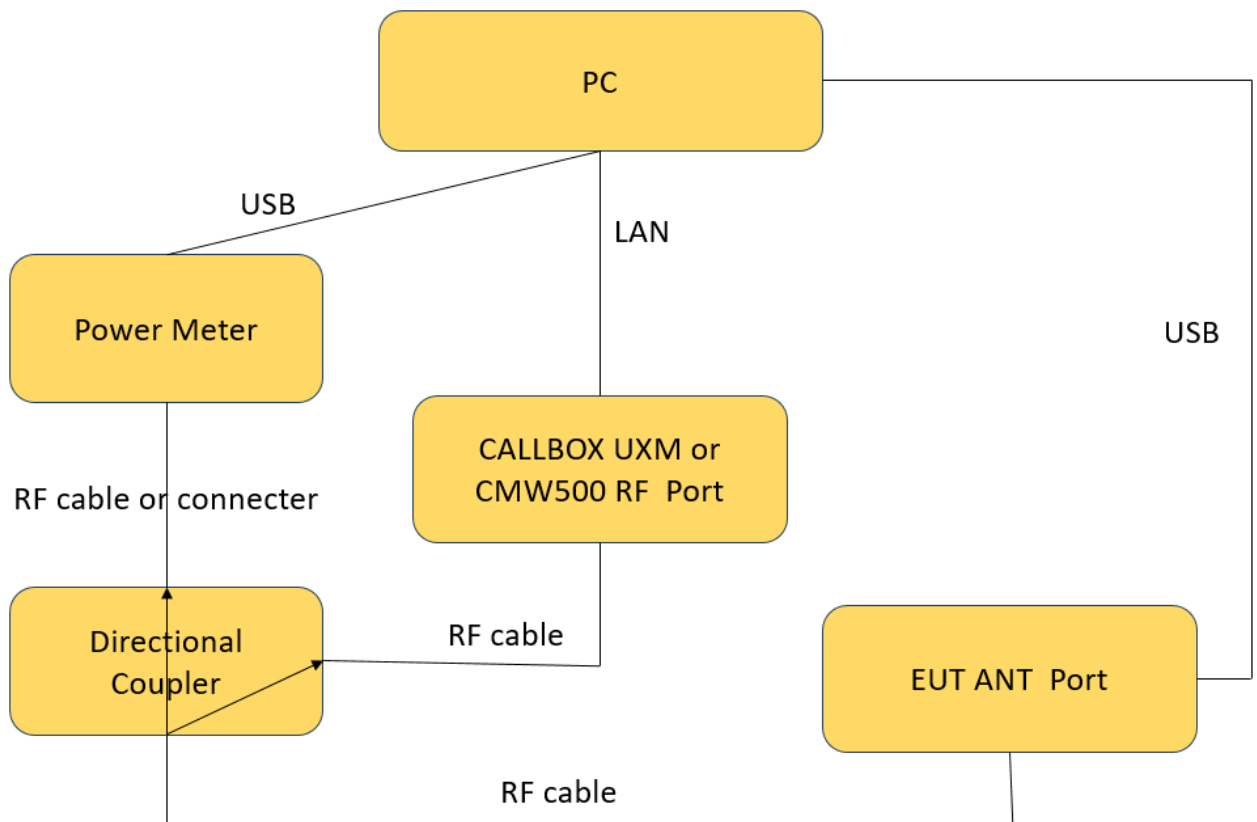 PC
USB
LAN
Power Meter
USB
CALLBOX UXM or
CMW500 RF  Port
RF cable or connecter
Directional
Coupler
RF cable
EUT ANT  Port
RF cable